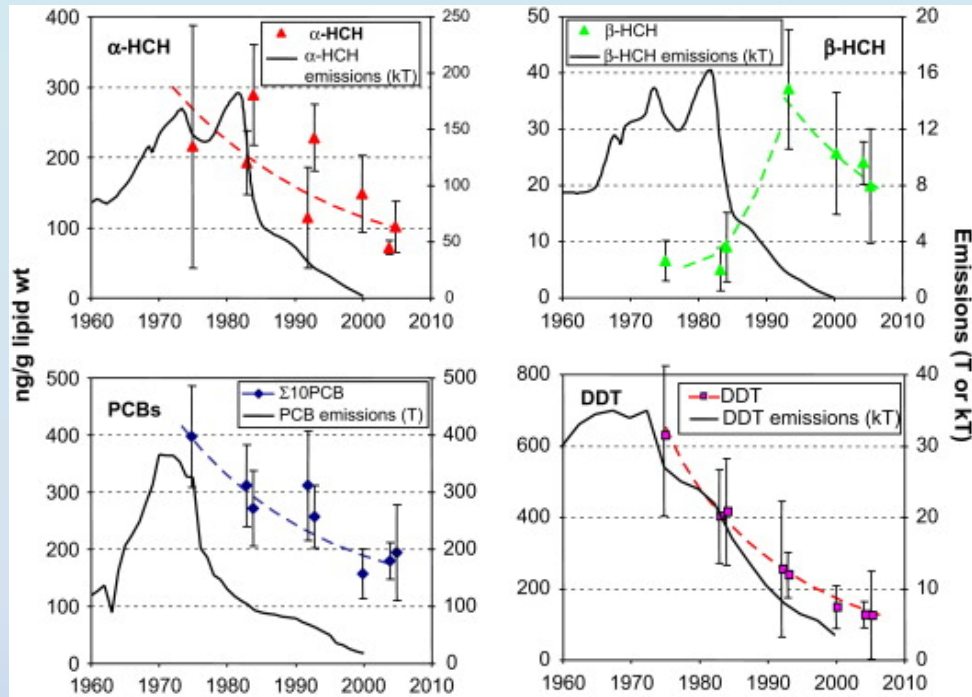 ng/g lipid wt
Emissions (T or kT)
α-HCH
α-HCH
α-HCH
emissions (kT)
400
350
300
250
200
150
100
50
0
250
200
150
100
50
0
1960 1970 1980 1990 2000 2010
β-HCH
β-HCH emissions (kT)
β-HCH
50
40
30
20
10
0
20
16
12
8
4
0
1960 1970 1980 1990 2000 2010
PCBs
Σ10PCB
PCB emissions (T)
500
400
300
200
100
0
500
400
300
200
100
0
1960 1970 1980 1990 2000 2010
DDT
DDT
DDT emissions (kT)
800
600
400
200
0
40
30
20
10
0
1960 1970 1980 1990 2000 2010